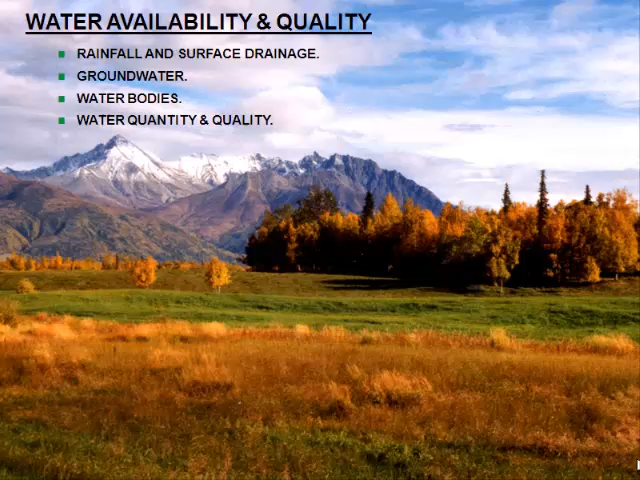 WATER AVAILABILITY & QUALITY
RAINFALL AND SURFACE DRAINAGE.
GROUNDWATER.
WATER BODIES.
WATER QUANTITY & QUALITY.